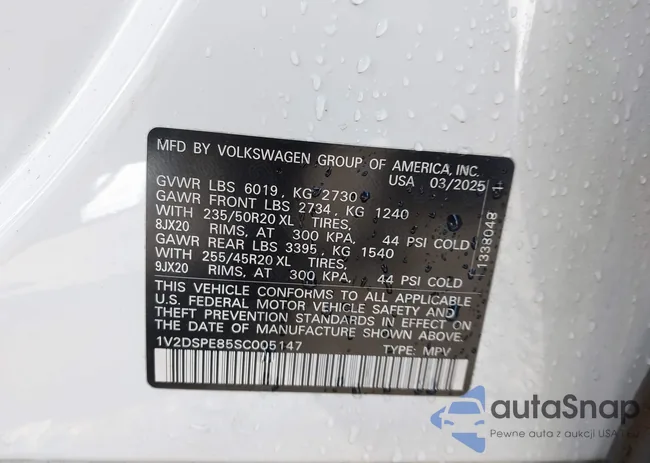 MFD BY VOLKSWAGEN GROUP OF AMERICA, INC.
USA 03/2025
GVWR LBS 6019, KG 2730
GAWR FRONT LBS 2734, KG 1240
WITH 235/50R20 XL TIRES,
8JX20 RIMS, AT 300 KPA, 44 PSI COLD
GAWR REAR LBS 3395, KG 1540
WITH 255/45R20 XL TIRES,
9JX20 RIMS, AT 300 KPA, 44 PSI COLD
THIS VEHICLE CONFORMS TO ALL APPLICABLE
U.S. FEDERAL MOTOR VEHICLE SAFETY AND
THEFT PREVENTION STANDARDS IN EFFECT ON
THE DATE OF MANUFACTURE SHOWN ABOVE.
1V2DSPE85SC005147 TYPE: MPV
1338048
autaSnap
Pewne auta z aukcji USA